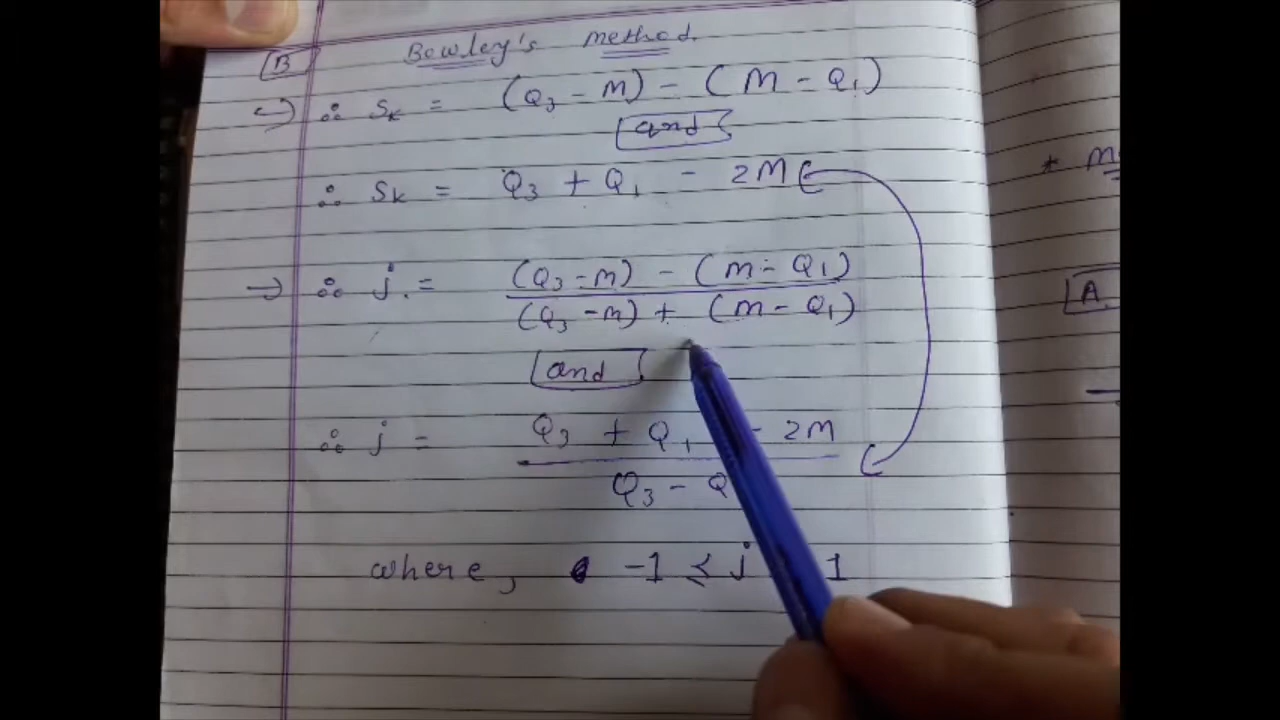 B Bowley's method.
→ ∴ Sk = (Q3 - M) - (M - Q1)
and
∴ Sk = Q3 + Q1 - 2M
* M
→ ∴ j. = (Q3 - m) - (m - Q1)
(Q3 - m) + (m - Q1)
A.
and
∴ j = Q3 + Q1 - 2M
Q3 - Q
where, -1 ≤ j 1